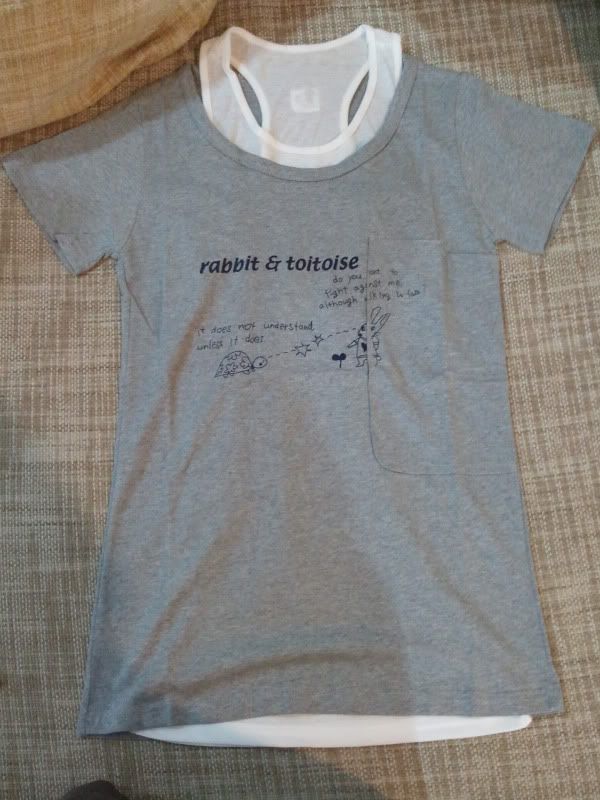 rabbit & toitoise
do you
fight against me,
although
it does not understand,
unless it does